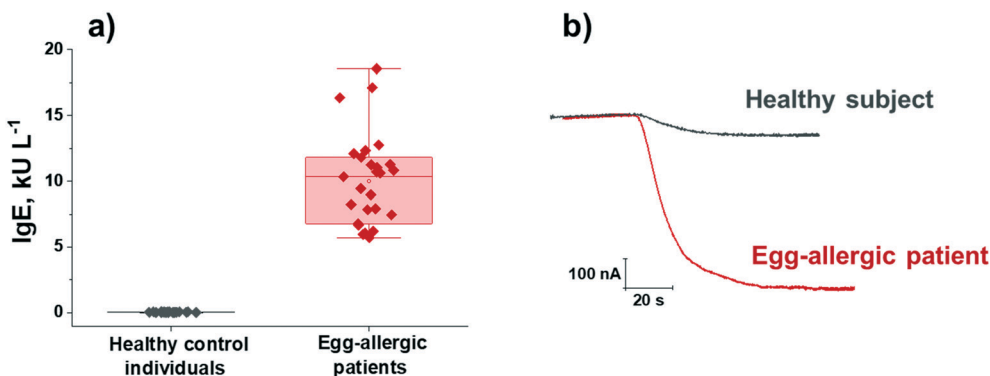 a)
20
15
10
5
0
IgE, kU L-1
Healthy control
individuals
Egg-allergic
patients
b)
Healthy subject
Egg-allergic patient
100 nA
20 s